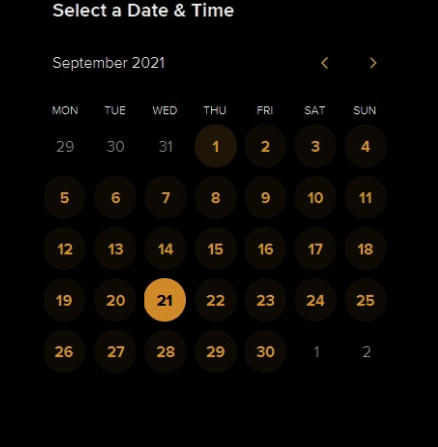 Select a Date & Time
September 2021
MON TUE WED THU FRI SAT SUN
29 30 31 1 2 3 4
5 6 7 8 9 10 11
12 13 14 15 16 17 18
19 20 21 22 23 24 25
26 27 28 29 30 1 2